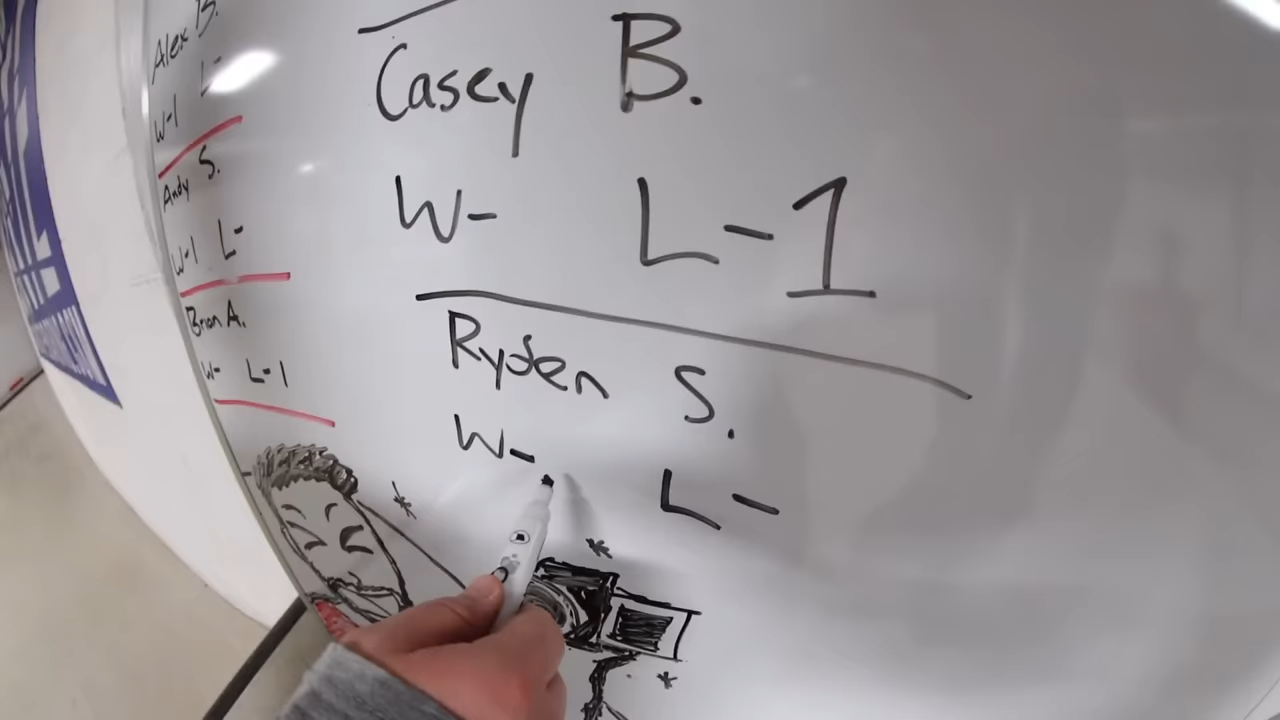 Alex B.
W-1 L-
Andy S.
W-1 L-
Brian A.
W- L-1
Casey B.
W- L-1
Ryden S.
W- L-